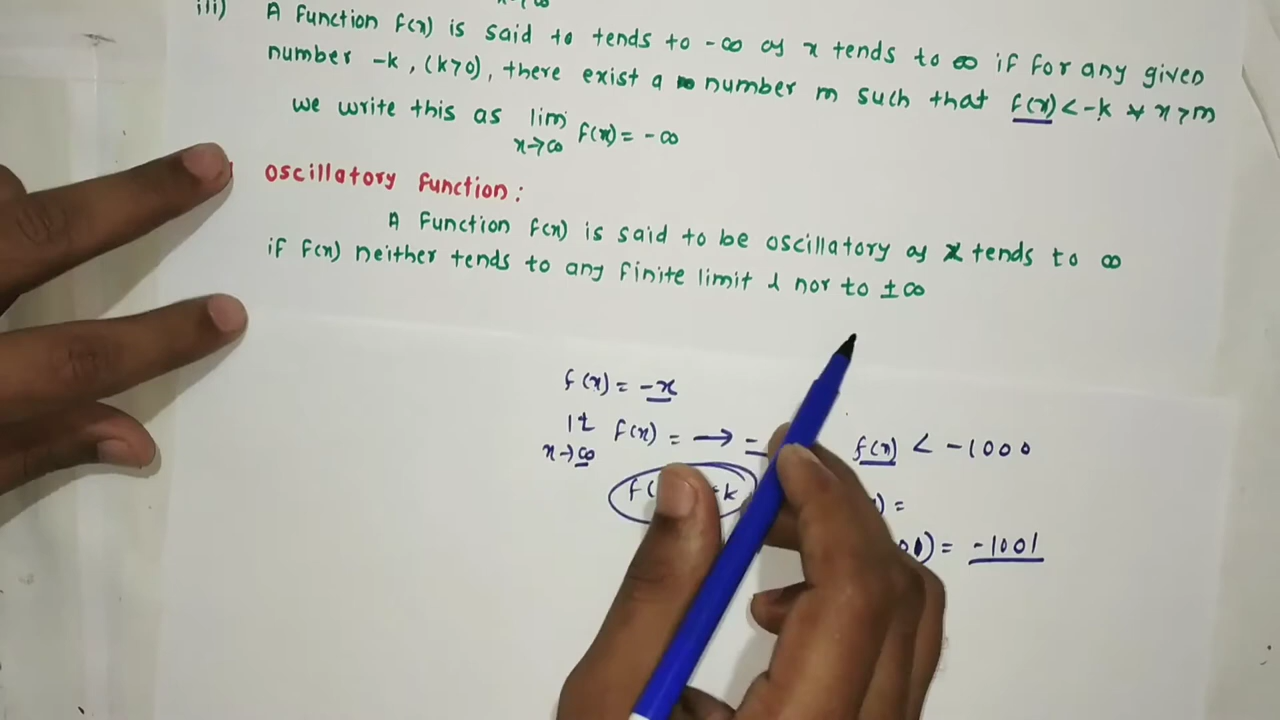 iii) A function f(x) is said to tends to -∞ as x tends to ∞ if for any given
number -k, (k>0), there exist a number m such that f(x) < -k ∀ x > m
we write this as lim x→∞ f(x) = -∞
oscillatory function:
A function f(x) is said to be oscillatory as x tends to ∞
if f(x) neither tends to any finite limit l nor to ±∞
f(x) = -x
lt x→∞ f(x) = → -
f(x) < -1000
k
) =
) = -1001